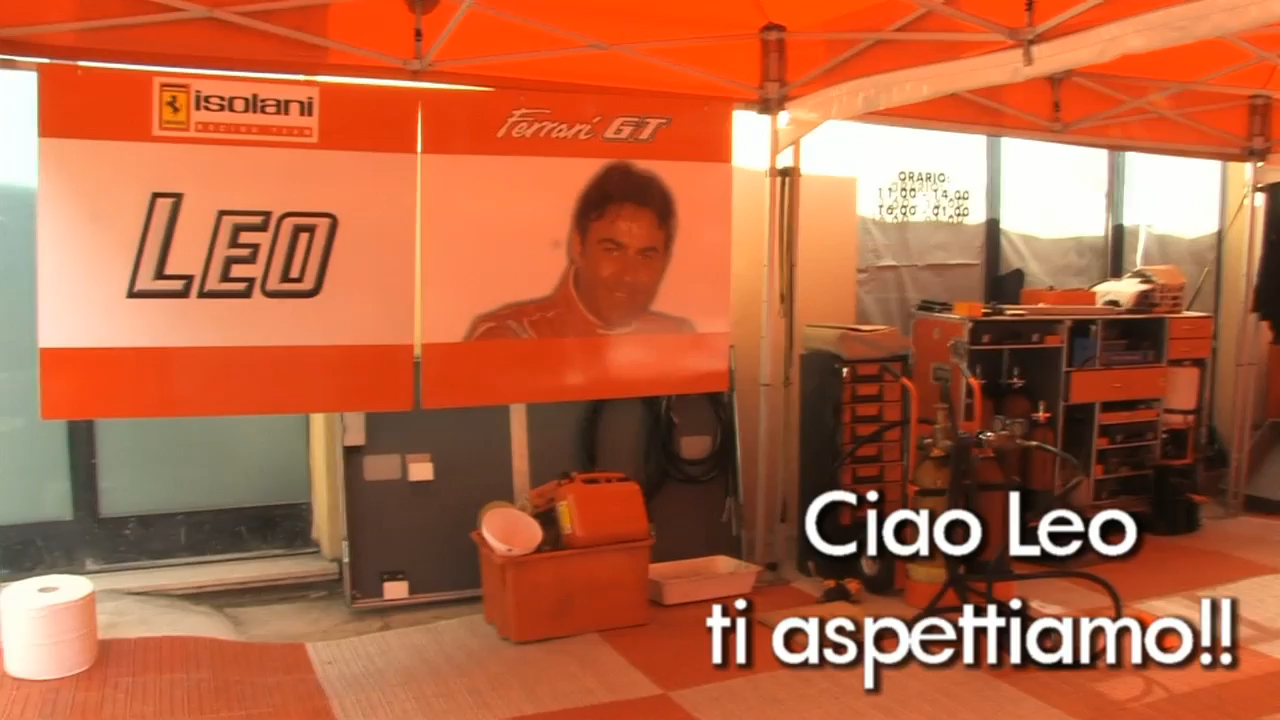 isolani
RACING TEAM
Ferrari GT
LEO
ORARIO:
Ciao Leo
ti aspettiamo!!